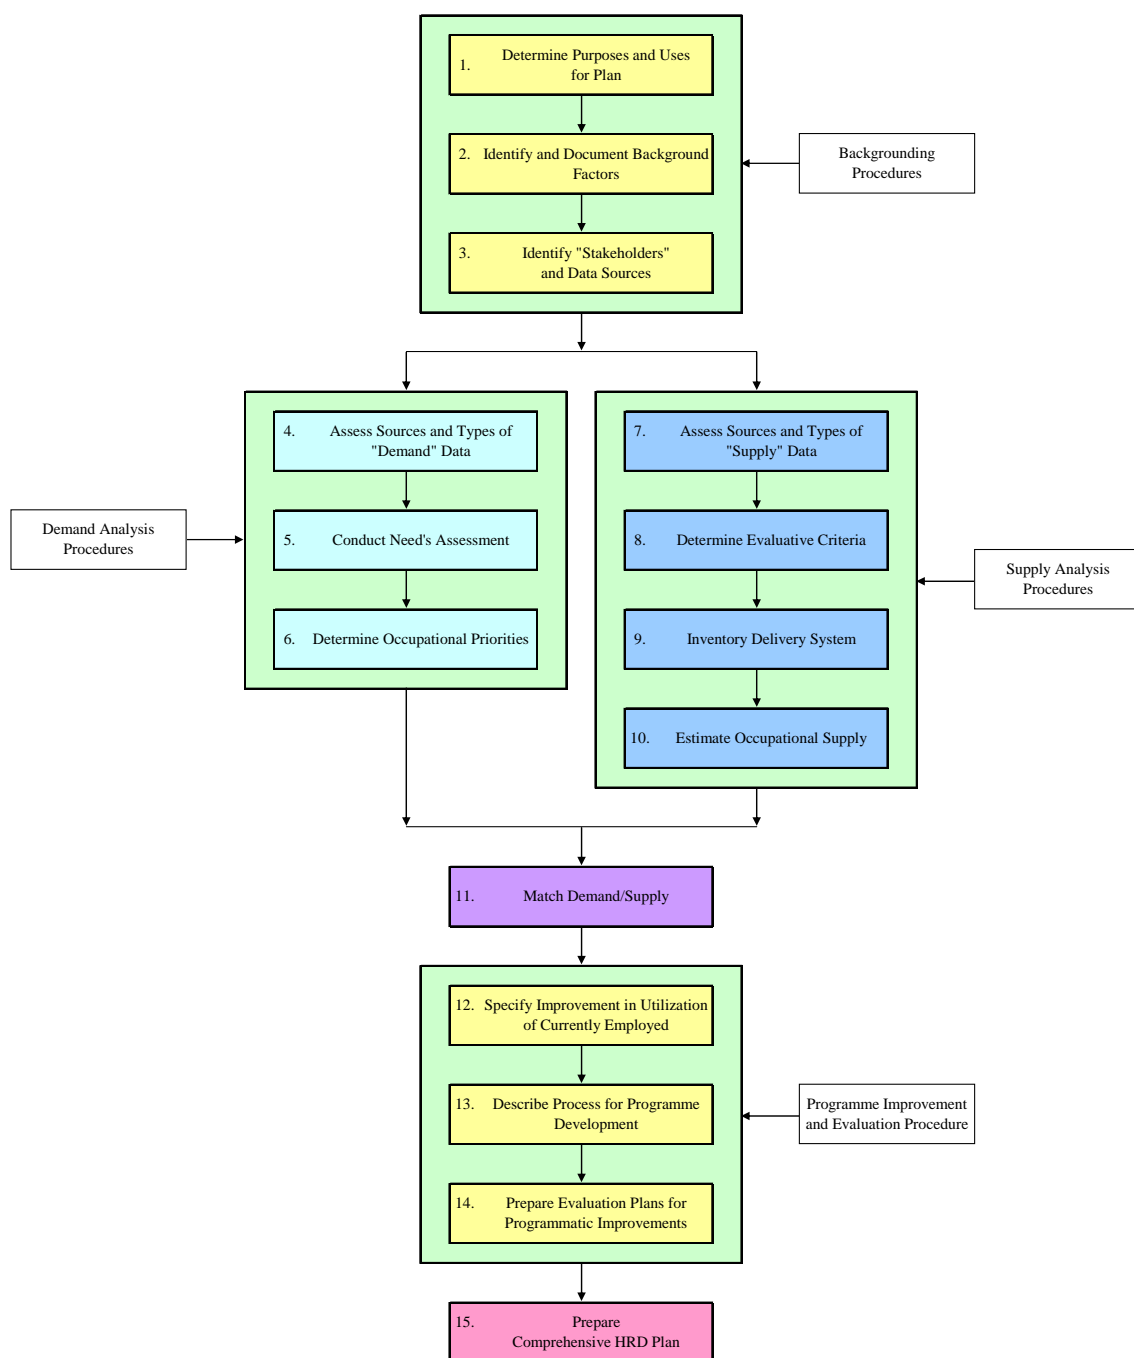 1. Determine Purposes and Uses
for Plan
2. Identify and Document Background
Factors
Backgrounding
Procedures
3. Identify "Stakeholders"
and Data Sources
4. Assess Sources and Types of
"Demand" Data
5. Conduct Need's Assessment
6. Determine Occupational Priorities
Demand Analysis
Procedures
7. Assess Sources and Types of
"Supply" Data
8. Determine Evaluative Criteria
9. Inventory Delivery System
10. Estimate Occupational Supply
Supply Analysis
Procedures
11. Match Demand/Supply
12. Specify Improvement in Utilization
of Currently Employed
13. Describe Process for Programme
Development
Programme Improvement
and Evaluation Procedure
14. Prepare Evaluation Plans for
Programmatic Improvements
15. Prepare
Comprehensive HRD Plan